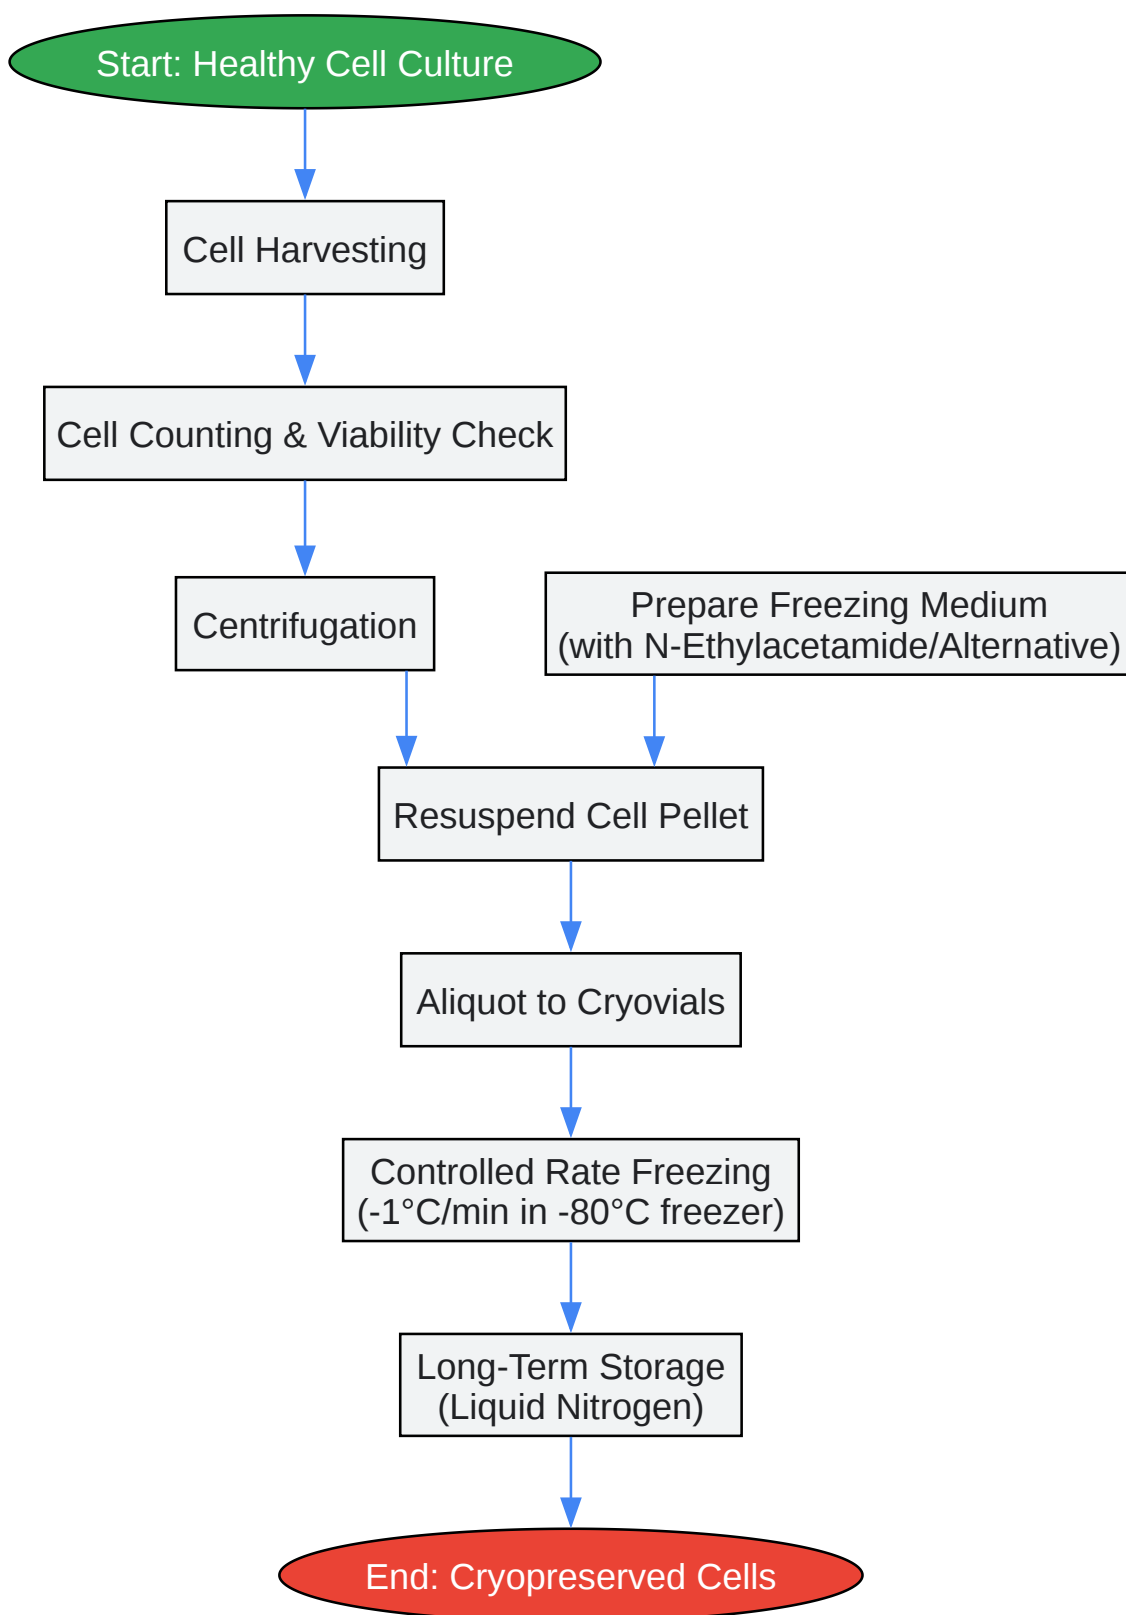 Start: Healthy Cell Culture
Cell Harvesting
Cell Counting & Viability Check
Centrifugation
Prepare Freezing Medium
(with N-Ethylacetamide/Alternative)
Resuspend Cell Pellet
Aliquot to Cryovials
Controlled Rate Freezing
(-1°C/min in -80°C freezer)
Long-Term Storage
(Liquid Nitrogen)
End: Cryopreserved Cells